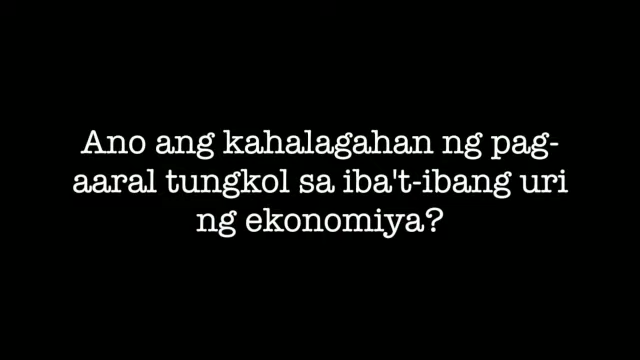 Ano ang kahalagahan ng pag-
aaral tungkol sa iba't-ibang uri
ng ekonomiya?